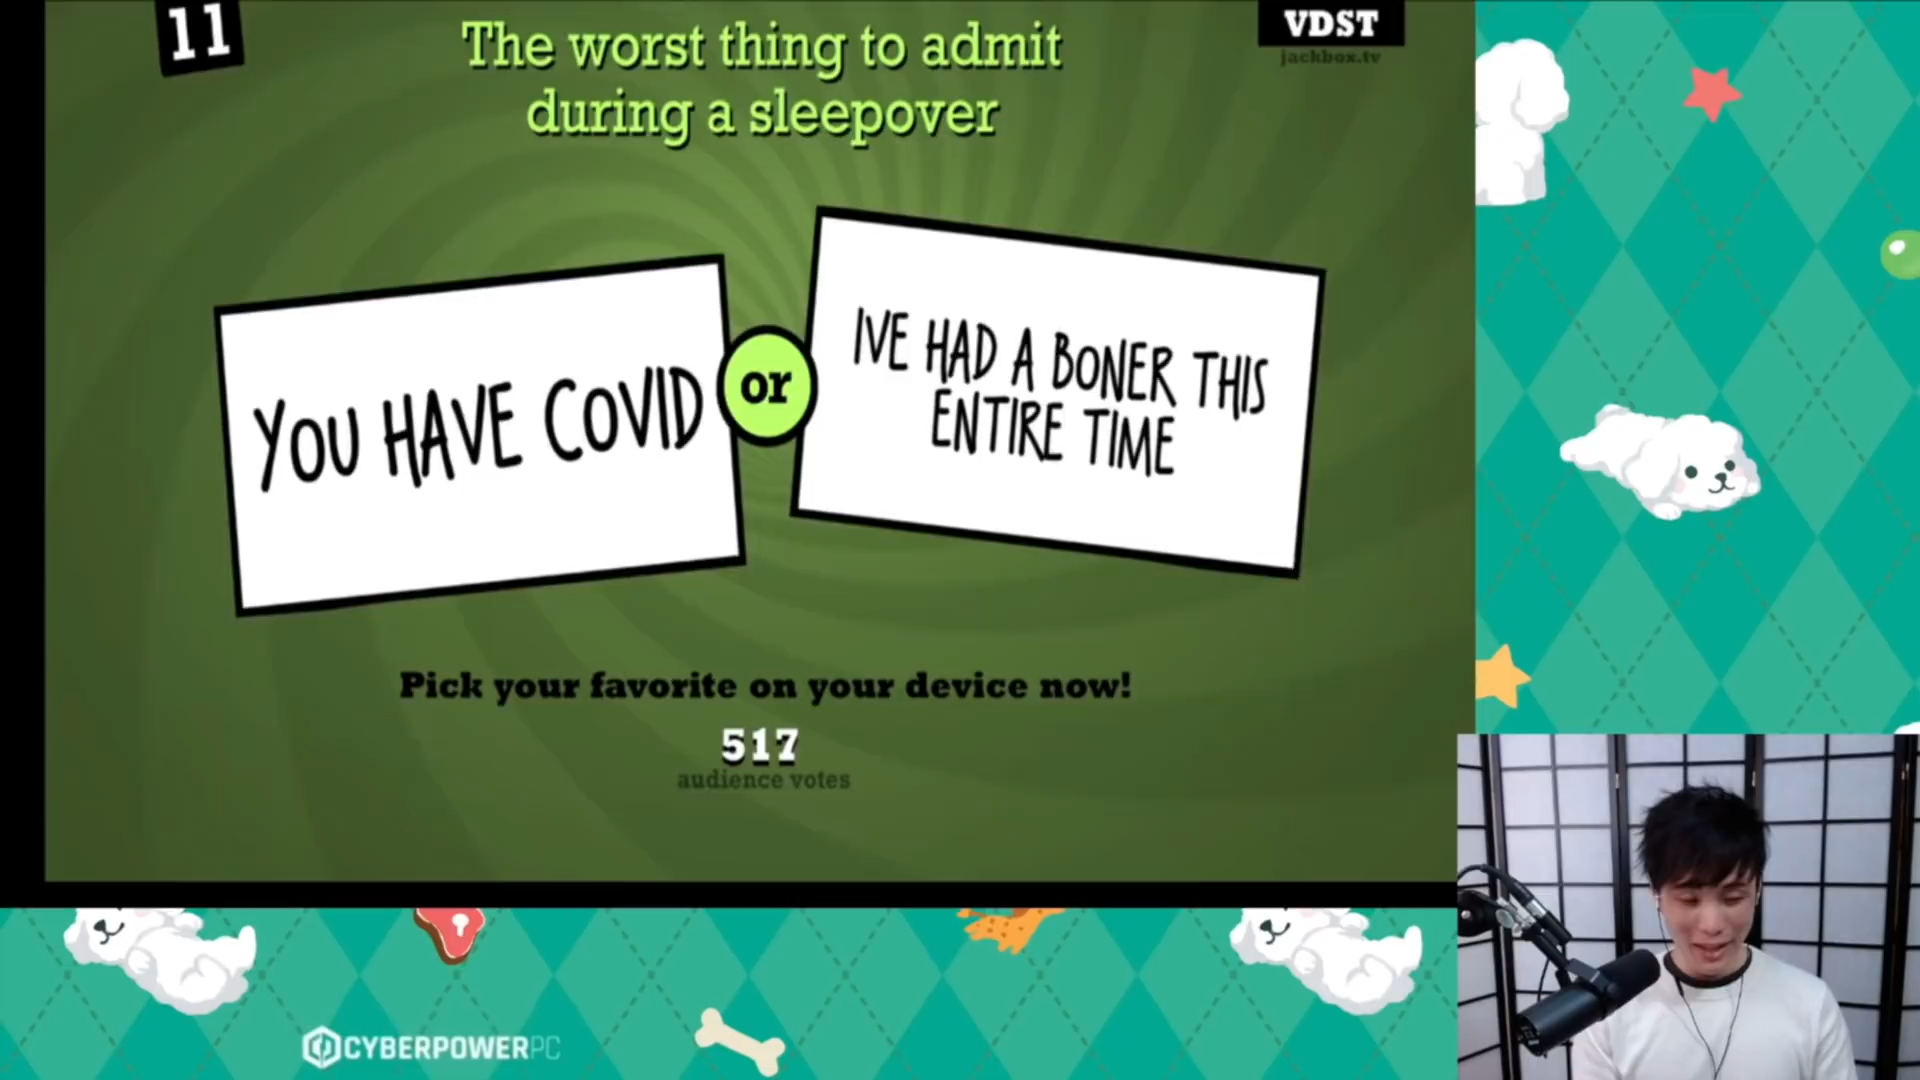 11
The worst thing to admit
during a sleepover
VDST
jackbox.tv
YOU HAVE COVID
or
IVE HAD A BONER THIS
ENTIRE TIME
Pick your favorite on your device now!
517
audience votes
CYBERPOWERPC